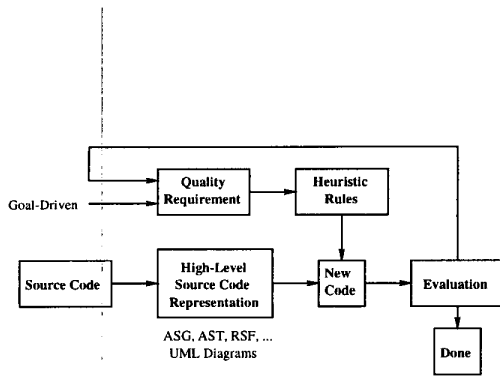 Quality
Requirement
Heuristic
Rules
Goal-Driven
Source Code
High-Level
Source Code
Representation
New
Code
Evaluation
ASG, AST, RSF, ...
UML Diagrams
Done